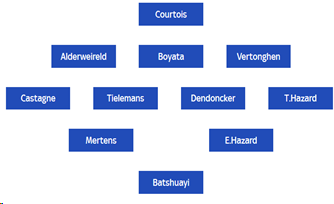 Courtois
Alderweireld Boyata Vertonghen
Castagne Tielemans Dendoncker T.Hazard
Mertens E.Hazard
Batshuayi